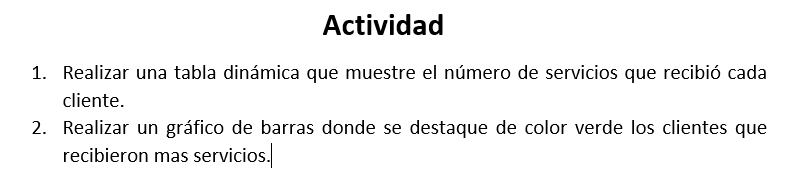 Actividad
1. Realizar una tabla dinámica que muestre el número de servicios que recibió cada
cliente.
2. Realizar un gráfico de barras donde se destaque de color verde los clientes que
recibieron mas servicios.